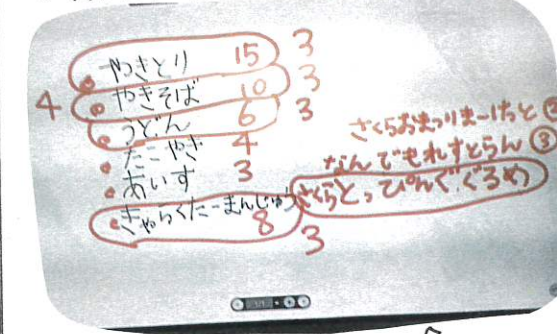 やきとり 15 3
やきそば 10 3
4
うどん 6 3
たこやき 4
あいす 3
きゃらくたーまんじゅう 8
3
さくらおまつりまーけっと ②
なんでもれすとらん ③
さくらとっぴんぐ ぐるめ